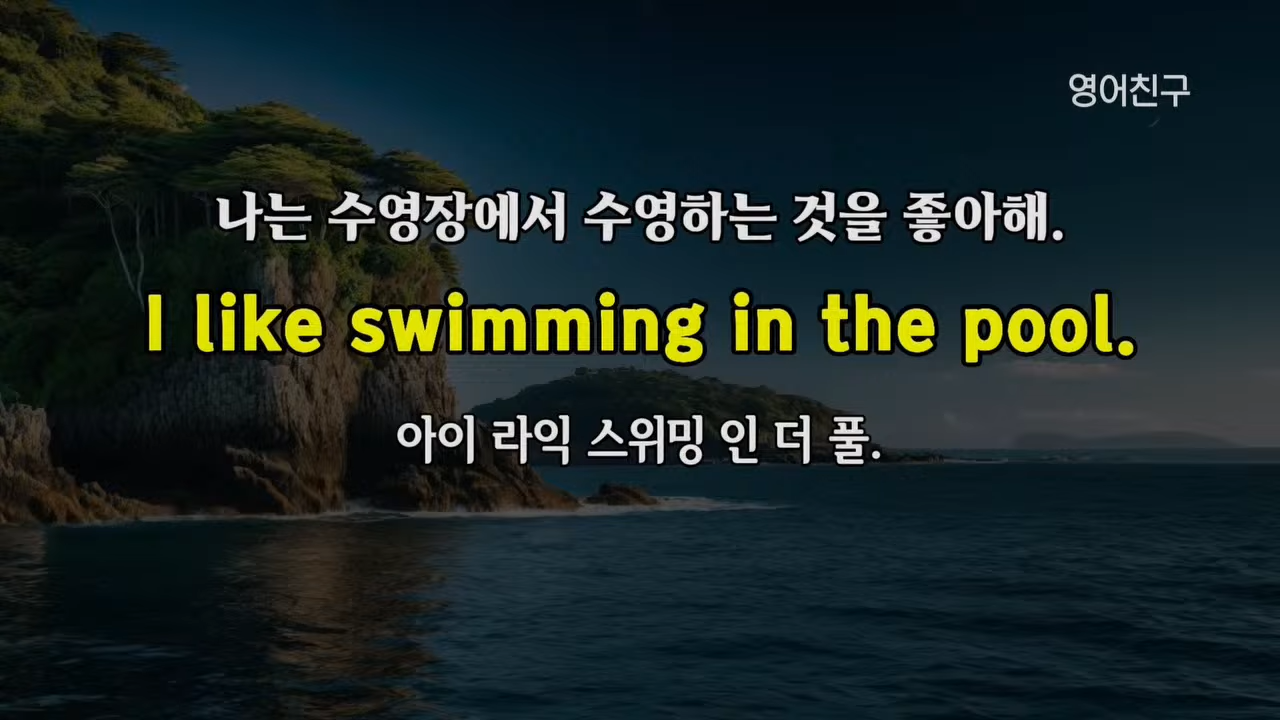 영어친구
나는 수영장에서 수영하는 것을 좋아해.
I like swimming in the pool.
아이 라익 스위밍 인 더 풀.